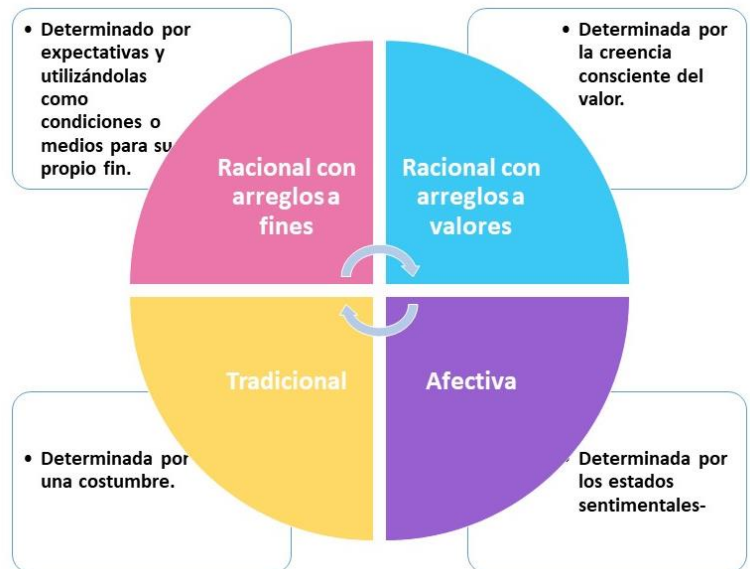 • Determinado por
expectativas y
utilizándolas
como
condiciones o
medios para su
propio fin.
• Determinada por
la creencia
consciente del
valor.
Racional con
arreglos a
fines
Racional con
arreglos a
valores
Tradicional
Afectiva
• Determinada por
una costumbre.
• Determinada por
los estados
sentimentales-